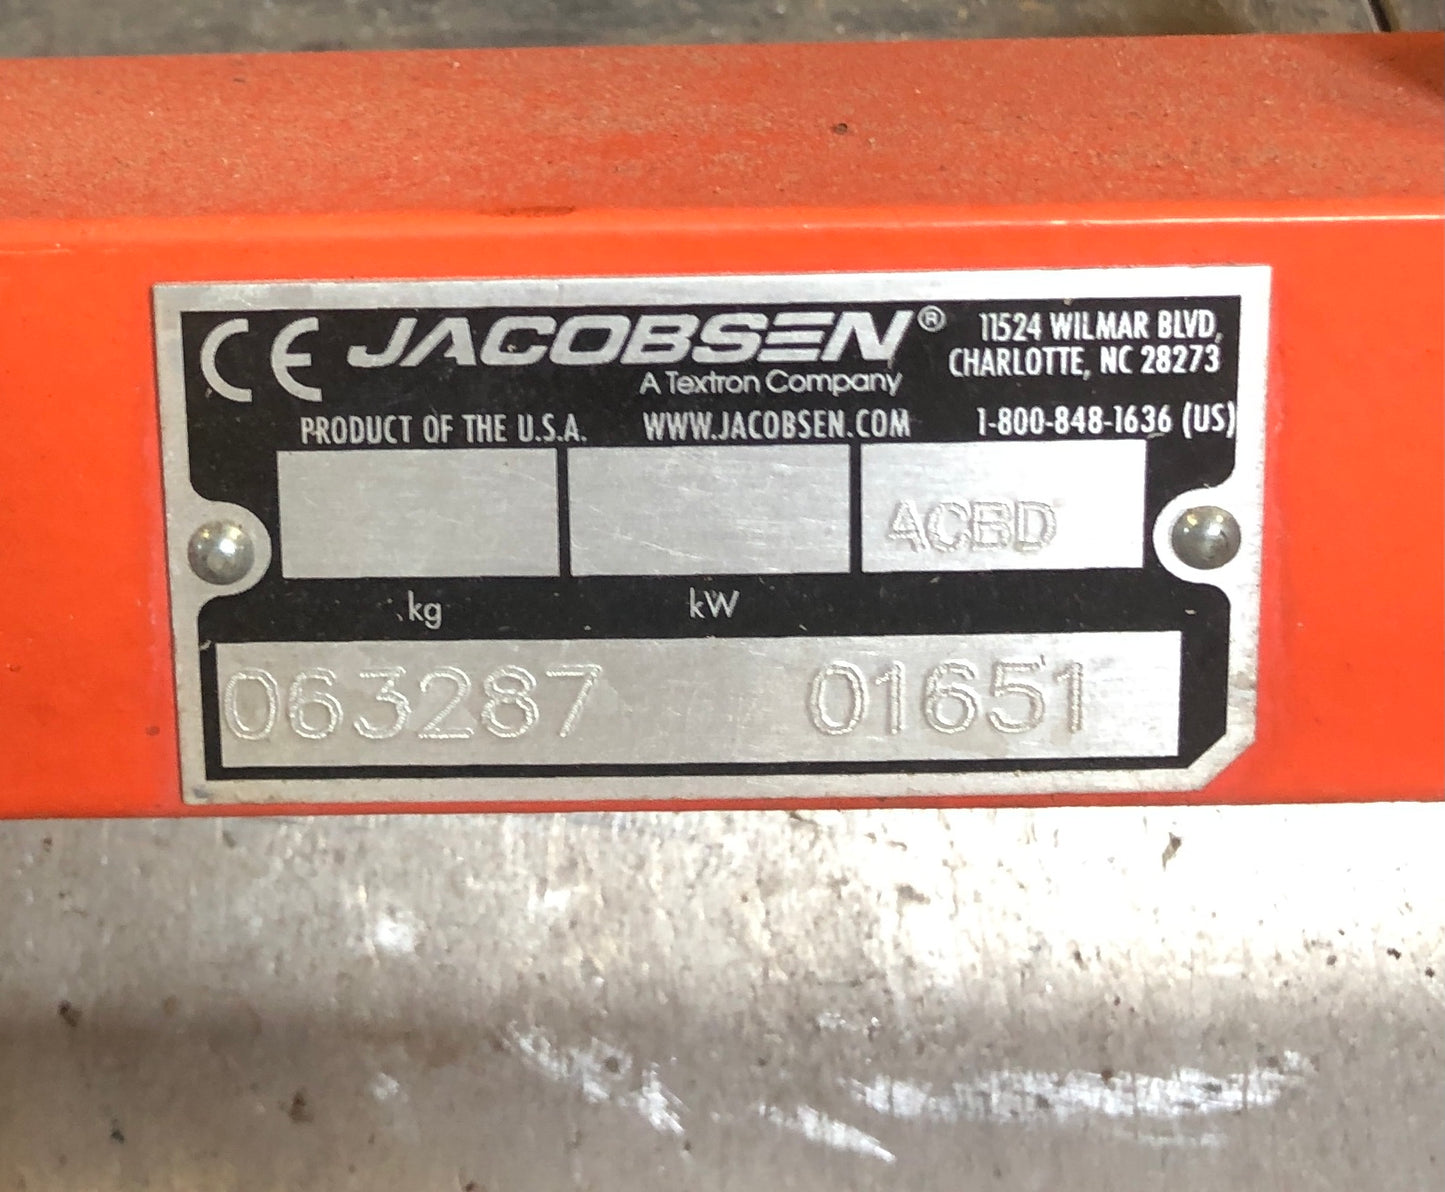 CE JACOBSEN® 11524 WILMAR BLVD,
A Textron Company CHARLOTTE, NC 28273
PRODUCT OF THE U.S.A. WWW.JACOBSEN.COM 1-800-848-1636 (US)
ACBD
kg kW
063287 01651